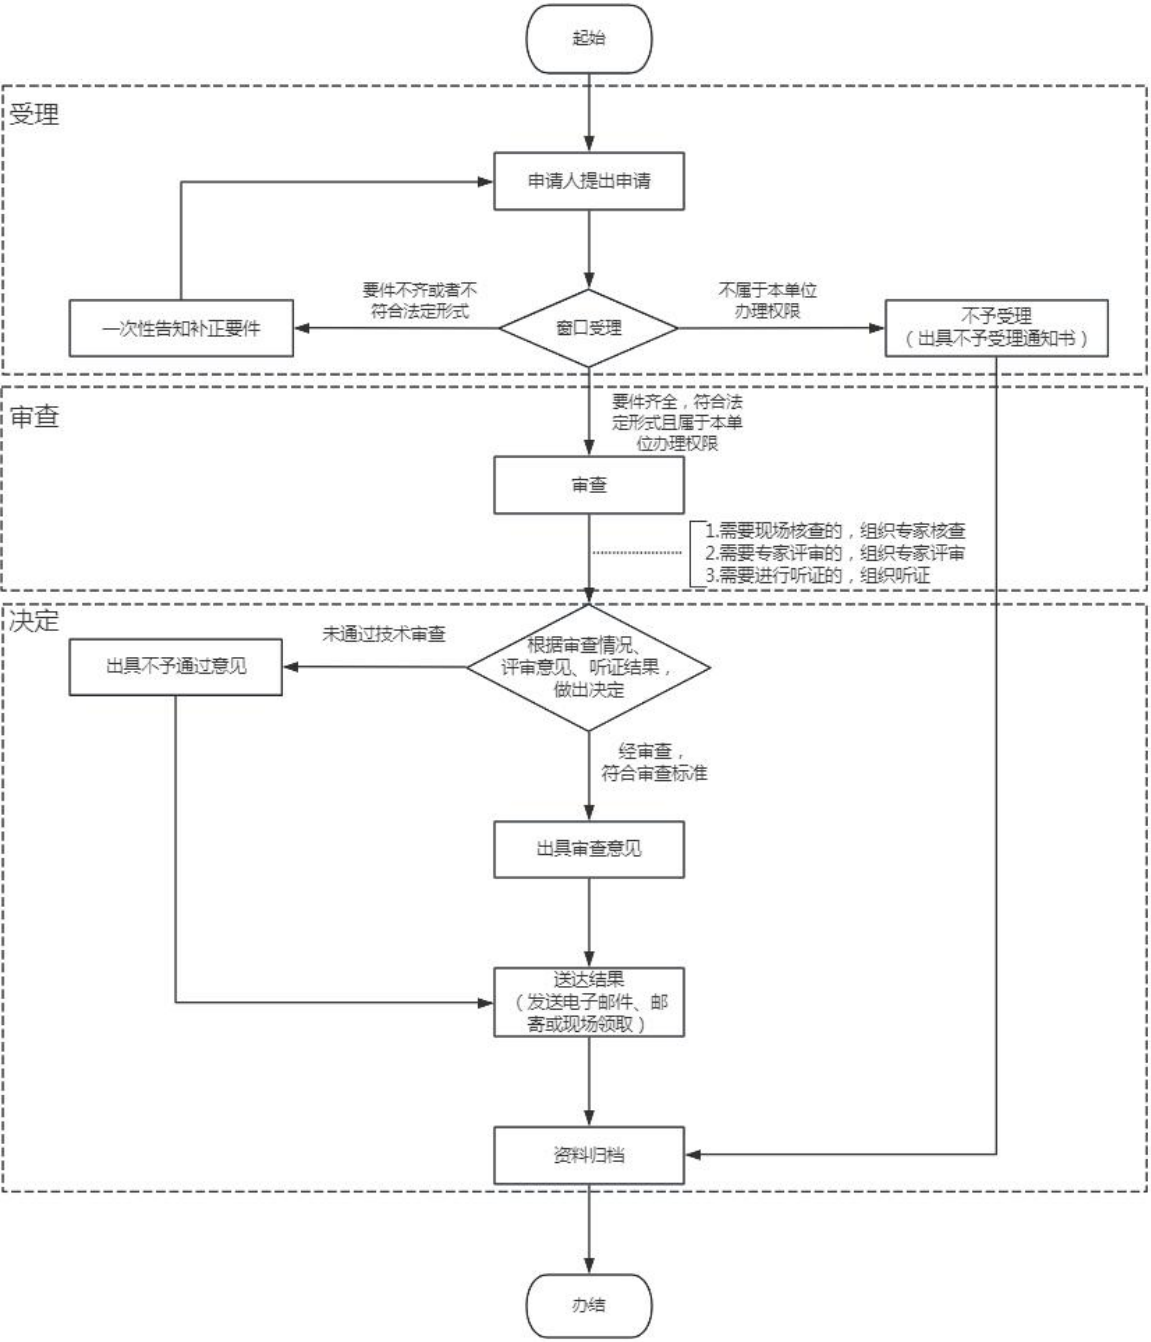 起始
受理
申请人提出申请
要件不齐或者不
符合法定形式
不属于本单位
办理权限
一次性告知补正要件
窗口受理
不予受理
（出具不予受理通知书）
审查
要件齐全，符合法
定形式且属于本单
位办理权限
审查
1.需要现场核查的，组织专家核查
2.需要专家评审的，组织专家评审
3.需要进行听证的，组织听证
决定
未通过技术审查
出具不予通过意见
根据审查情况、
评审意见、听证结果，
做出决定
经审查，
符合审查标准
出具审查意见
送达结果
（发送电子邮件、邮
寄或现场领取）
资料归档
办结